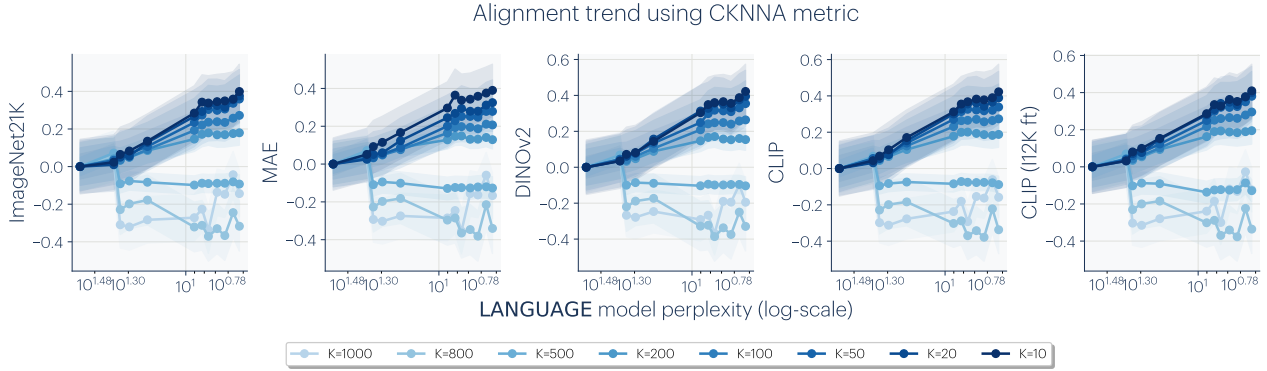 Alignment trend using CKNNA metric
ImageNet21K
0.4
0.2
0.0
−0.2
−0.4
10^1.48 10^1.30 10^1 10^0.78
MAE
0.4
0.2
0.0
−0.2
−0.4
10^1.48 10^1.30 10^1 10^0.78
DINOv2
0.6
0.4
0.2
0.0
−0.2
−0.4
10^1.48 10^1.30 10^1 10^0.78
CLIP
0.6
0.4
0.2
0.0
−0.2
−0.4
10^1.48 10^1.30 10^1 10^0.78
CLIP (I12K ft)
0.6
0.4
0.2
0.0
−0.2
−0.4
10^1.48 10^1.30 10^1 10^0.78
LANGUAGE model perplexity (log-scale)
K=1000 K=800 K=500 K=200 K=100 K=50 K=20 K=10